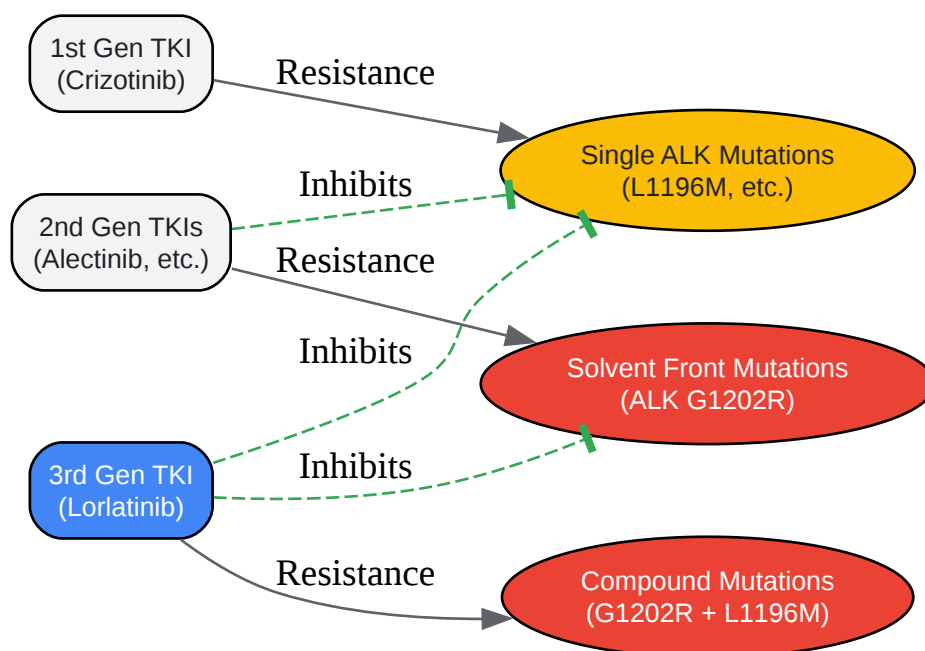 1st Gen TKI
(Crizotinib)
Resistance
Single ALK Mutations
(L1196M, etc.)
Inhibits
2nd Gen TKIs
(Alectinib, etc.)
Resistance
Inhibits
Solvent Front Mutations
(ALK G1202R)
3rd Gen TKI
(Lorlatinib)
Inhibits
Resistance
Compound Mutations
(G1202R + L1196M)